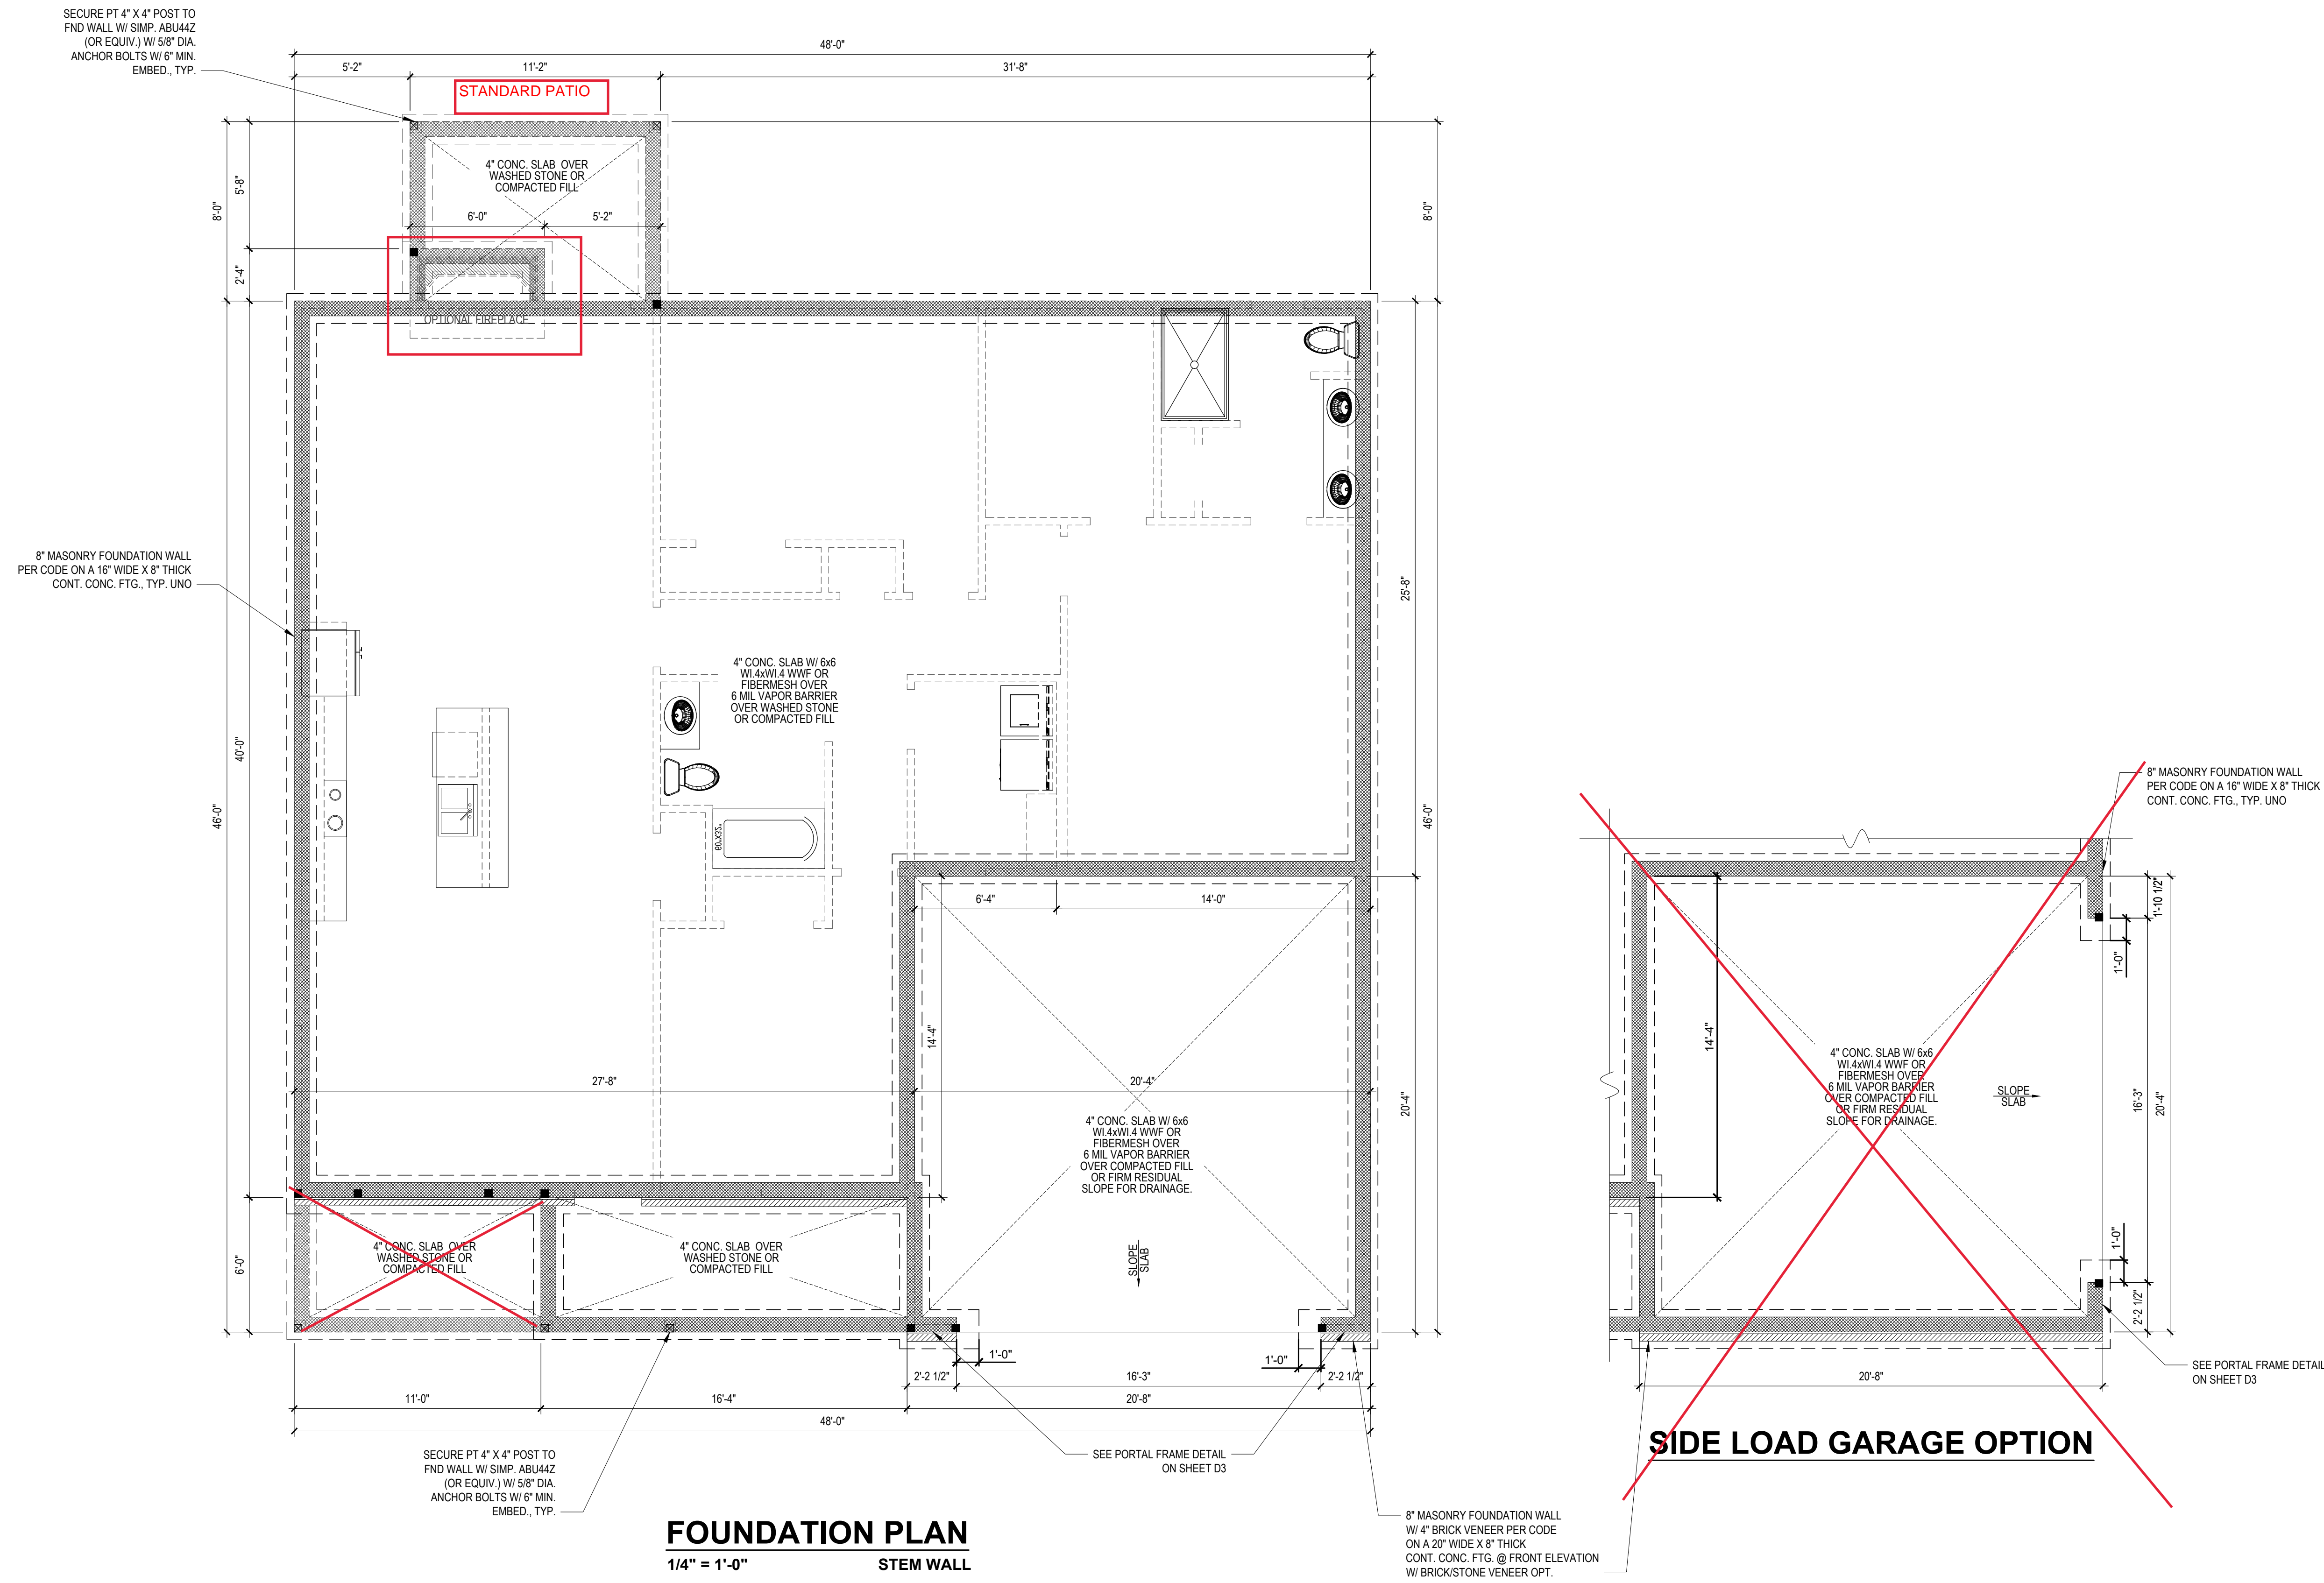 SECURE PT 4" X 4" POST TO
FND WALL W/ SIMP. ABU44Z
(OR EQUIV.) W/ 5/8" DIA.
ANCHOR BOLTS W/ 6" MIN.
EMBED., TYP.
48'-0"
5'-2"
11'-2"
31'-8"
STANDARD PATIO
4" CONC. SLAB OVER
WASHED STONE OR
COMPACTED FILL
6'-0"
5'-2"
5'-8"
8'-0"
2'-4"
8'-0"
OPTIONAL FIREPLACE
8" MASONRY FOUNDATION WALL
PER CODE ON A 16" WIDE X 8" THICK
CONT. CONC. FTG., TYP. UNO
25'-8"
4" CONC. SLAB W/ 6x6
WI.4xWI.4 WWF OR
FIBERMESH OVER
6 MIL VAPOR BARRIER
OVER WASHED STONE
OR COMPACTED FILL
40'-0"
46'-0"
46'-0"
60"X32"
6'-4"
14'-0"
14'-4"
27'-8"
20'-4"
20'-4"
4" CONC. SLAB W/ 6x6
WI.4xWI.4 WWF OR
FIBERMESH OVER
6 MIL VAPOR BARRIER
OVER COMPACTED FILL
OR FIRM RESIDUAL
SLOPE FOR DRAINAGE.
SLOPE
SLAB
6'-0"
4" CONC. SLAB OVER
WASHED STONE OR
COMPACTED FILL
4" CONC. SLAB OVER
WASHED STONE OR
COMPACTED FILL
1'-0"
1'-0"
2'-2 1/2"
16'-3"
2'-2 1/2"
11'-0"
16'-4"
20'-8"
48'-0"
SECURE PT 4" X 4" POST TO
FND WALL W/ SIMP. ABU44Z
(OR EQUIV.) W/ 5/8" DIA.
ANCHOR BOLTS W/ 6" MIN.
EMBED., TYP.
SEE PORTAL FRAME DETAIL
ON SHEET D3
8" MASONRY FOUNDATION WALL
W/ 4" BRICK VENEER PER CODE
ON A 20" WIDE X 8" THICK
CONT. CONC. FTG. @ FRONT ELEVATION
W/ BRICK/STONE VENEER OPT.
FOUNDATION PLAN
1/4" = 1'-0"
STEM WALL
8" MASONRY FOUNDATION WALL
PER CODE ON A 16" WIDE X 8" THICK
CONT. CONC. FTG., TYP. UNO
1'-10 1/2"
1'-0"
14'-4"
4" CONC. SLAB W/ 6x6
WI.4xWI.4 WWF OR
FIBERMESH OVER
6 MIL VAPOR BARRIER
OVER COMPACTED FILL
OR FIRM RESIDUAL
SLOPE FOR DRAINAGE.
SLOPE
SLAB
16'-3"
20'-4"
1'-0"
2'-2 1/2"
SEE PORTAL FRAME DETAIL
ON SHEET D3
20'-8"
SIDE LOAD GARAGE OPTION